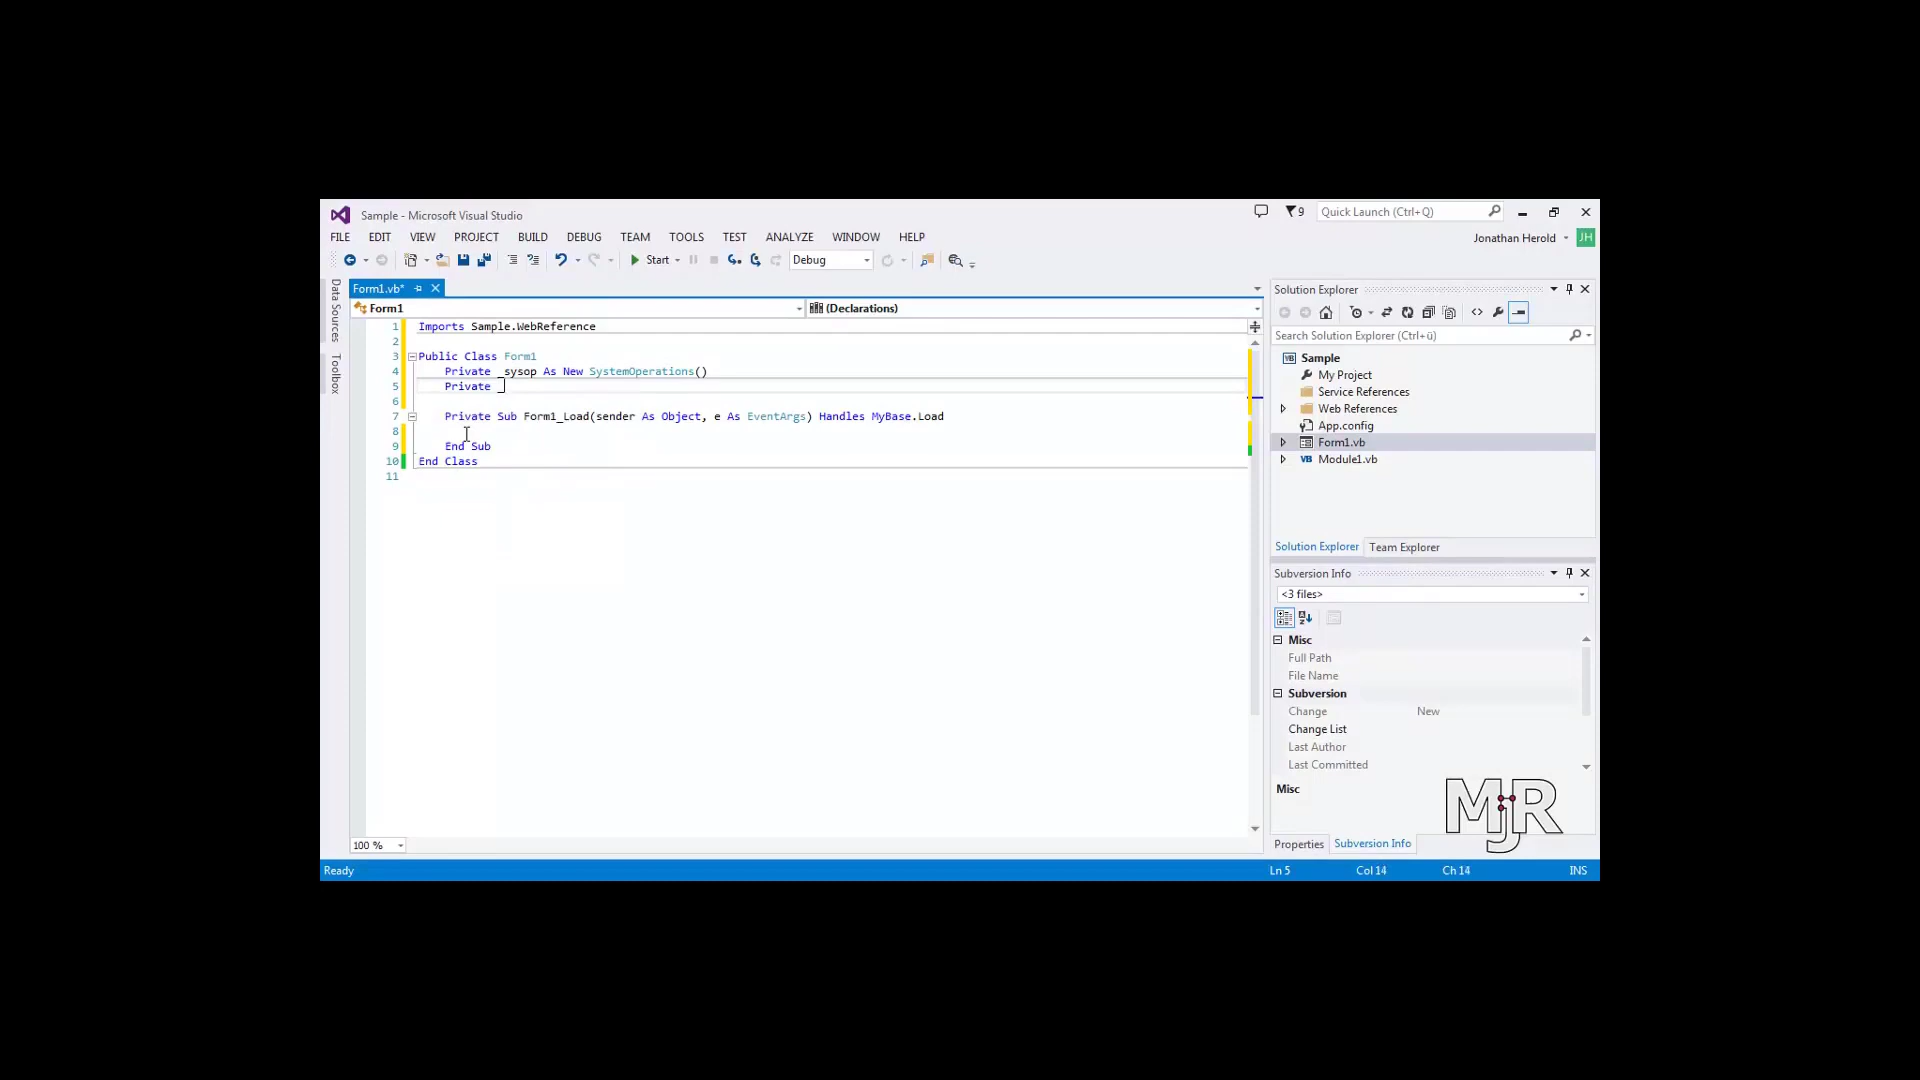 Sample - Microsoft Visual Studio
9
Quick Launch (Ctrl+Q)
FILE EDIT VIEW PROJECT BUILD DEBUG TEAM TOOLS TEST ANALYZE WINDOW HELP
Jonathan Herold
JH
Start
Debug
Data Sources
Toolbox
Form1.vb*
Form1
(Declarations)
1 Imports Sample.WebReference
2
3 Public Class Form1
4 Private _sysop As New SystemOperations()
5 Private _
6
7 Private Sub Form1_Load(sender As Object, e As EventArgs) Handles MyBase.Load
8
9 End Sub
10 End Class
11
100 %
Solution Explorer
Search Solution Explorer (Ctrl+ü)
Sample
My Project
Service References
Web References
App.config
Form1.vb
Module1.vb
Solution Explorer Team Explorer
Subversion Info
<3 files>
Misc
Full Path
File Name
Subversion
Change New
Change List
Last Author
Last Committed
Misc
MjR
Properties Subversion Info
Ready
Ln 5 Col 14 Ch 14 INS